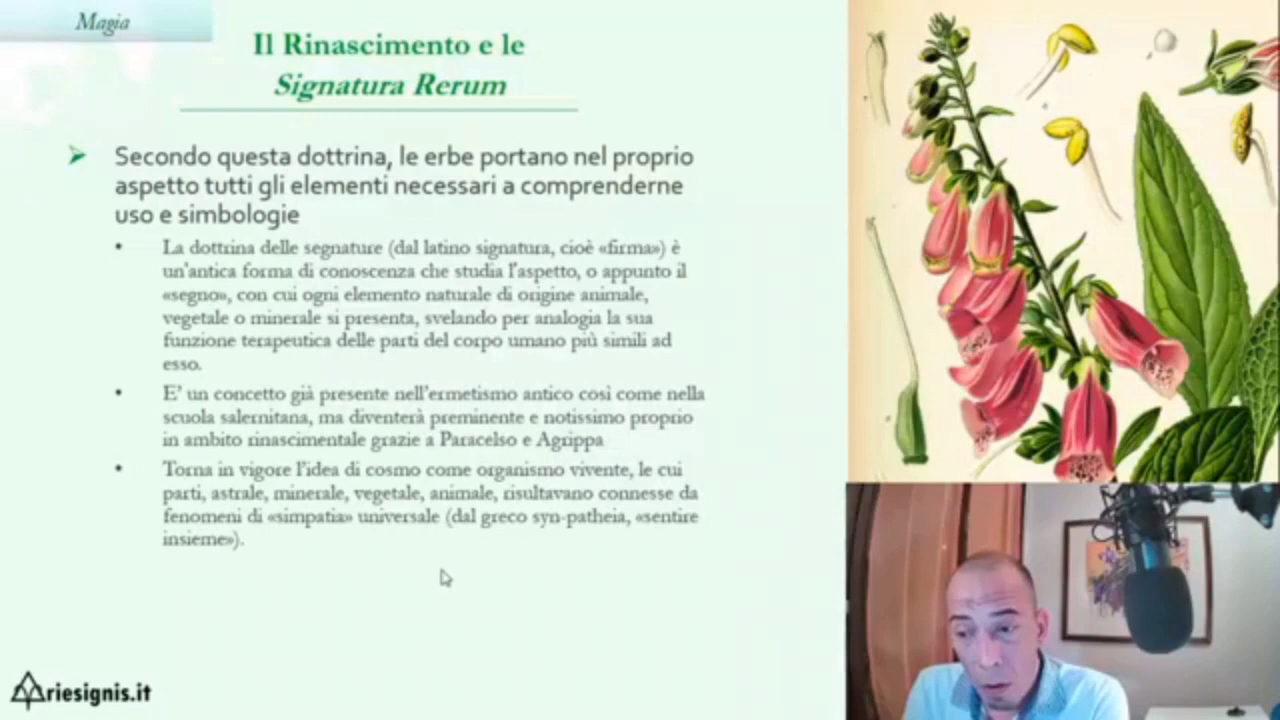 Magia
Il Rinascimento e le
Signatura Rerum
Secondo questa dottrina, le erbe portano nel proprio
aspetto tutti gli elementi necessari a comprenderne
uso e simbologie
• La dottrina delle segnature (dal latino signatura, cioè «firma») è
un'antica forma di conoscenza che studia l'aspetto, o appunto il
«segno», con cui ogni elemento naturale di origine animale,
vegetale o minerale si presenta, svelando per analogia la sua
funzione terapeutica delle parti del corpo umano più simili ad
esso.
• E' un concetto già presente nell'ermetismo antico così come nella
scuola salernitana, ma diventerà preminente e notissimo proprio
in ambito rinascimentale grazie a Paracelso e Agrippa
• Torna in vigore l'idea di cosmo come organismo vivente, le cui
parti, astrale, minerale, vegetale, animale, risultavano connesse da
fenomeni di «simpatia» universale (dal greco syn-patheia, «sentire
insieme»).
riesignis.it